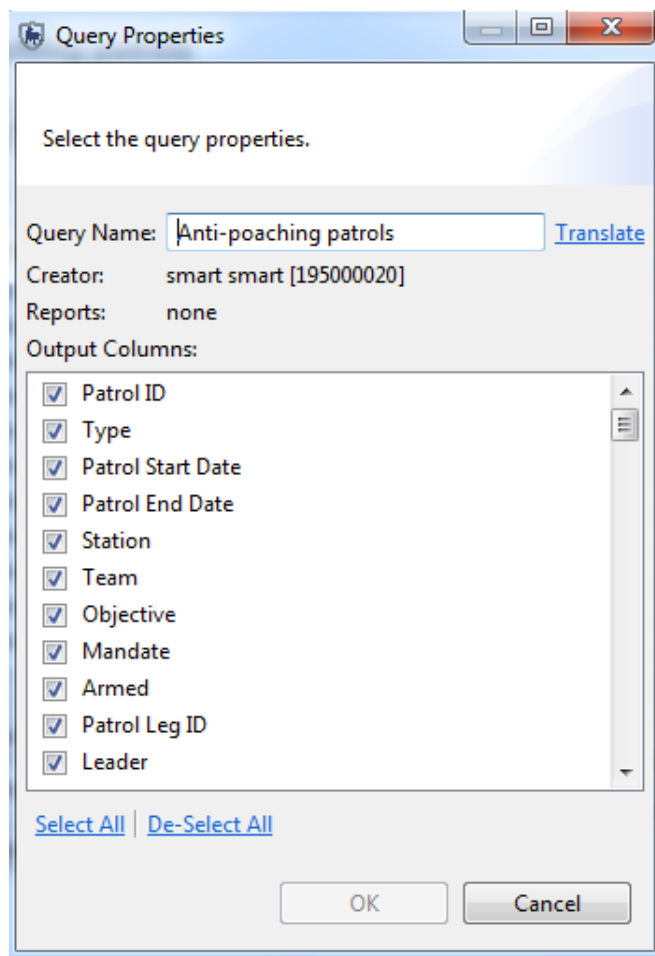 Query Properties
Select the query properties.
Query Name: Anti-poaching patrols Translate
Creator: smart smart [195000020]
Reports: none
Output Columns:
Patrol ID
Type
Patrol Start Date
Patrol End Date
Station
Team
Objective
Mandate
Armed
Patrol Leg ID
Leader
Select All De-Select All
OK Cancel